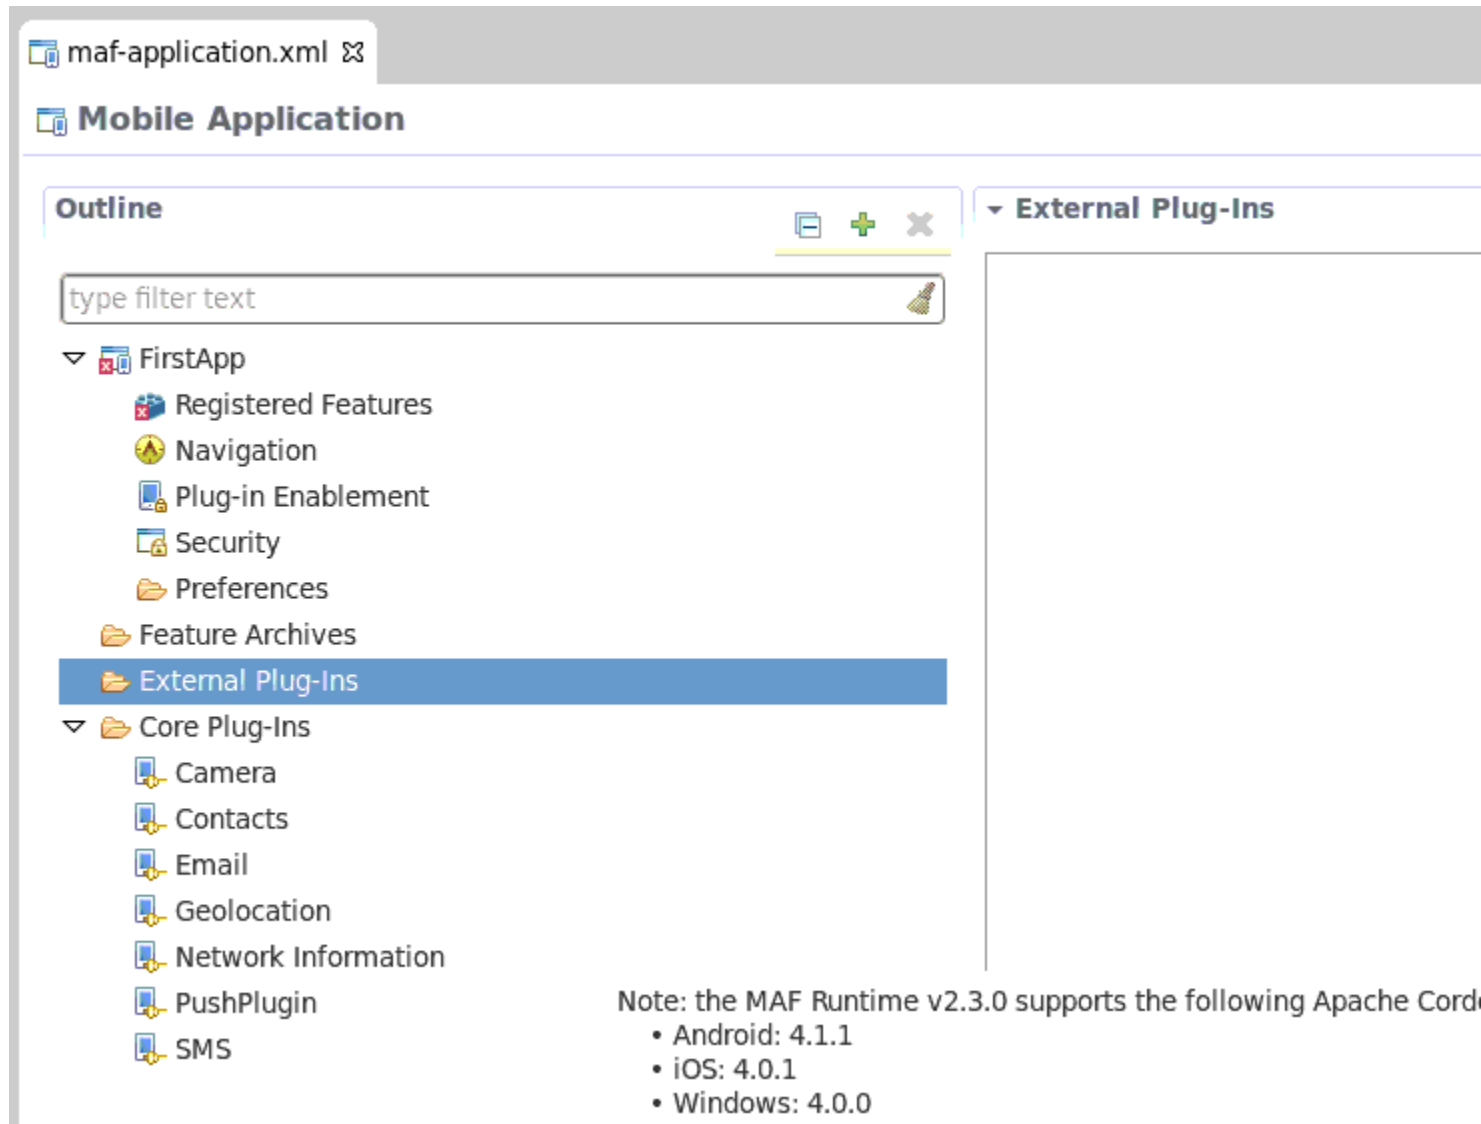 maf-application.xml
Mobile Application
Outline
External Plug-Ins
type filter text
FirstApp
Registered Features
Navigation
Plug-in Enablement
Security
Preferences
Feature Archives
External Plug-Ins
Core Plug-Ins
Camera
Contacts
Email
Geolocation
Network Information
PushPlugin
SMS
Note: the MAF Runtime v2.3.0 supports the following Apache
• Android: 4.1.1
• iOS: 4.0.1
• Windows: 4.0.0